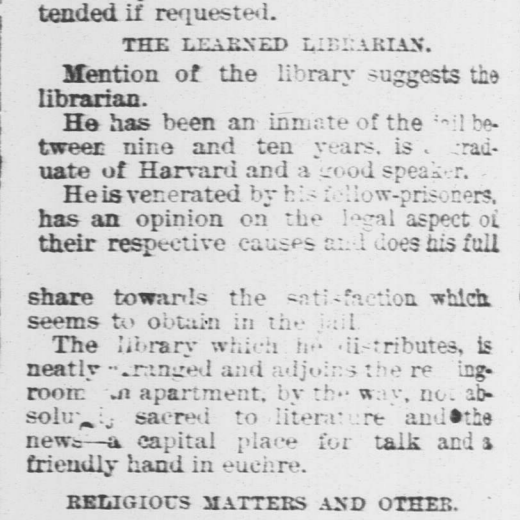 tended if requested.
THE LEARNED LIBRARIAN.
Mention of the library suggests the
librarian.
He has been an inmate of the jail be-
tween nine and ten years, is a grad-
uate of Harvard and a good speaker.
He is venerated by his fellow-prisoners,
has an opinion on the legal aspect of
their respective causes and does his full
share towards the satisfaction which
seems to obtain in the jail.
The library which he distributes, is
neatly arranged and adjoins the
room an apartment, by the way, not ab-
solutely sacred to literature and the
news—a capital place for talk and a
friendly hand in euchre.
RELIGIOUS MATTERS AND OTHER.